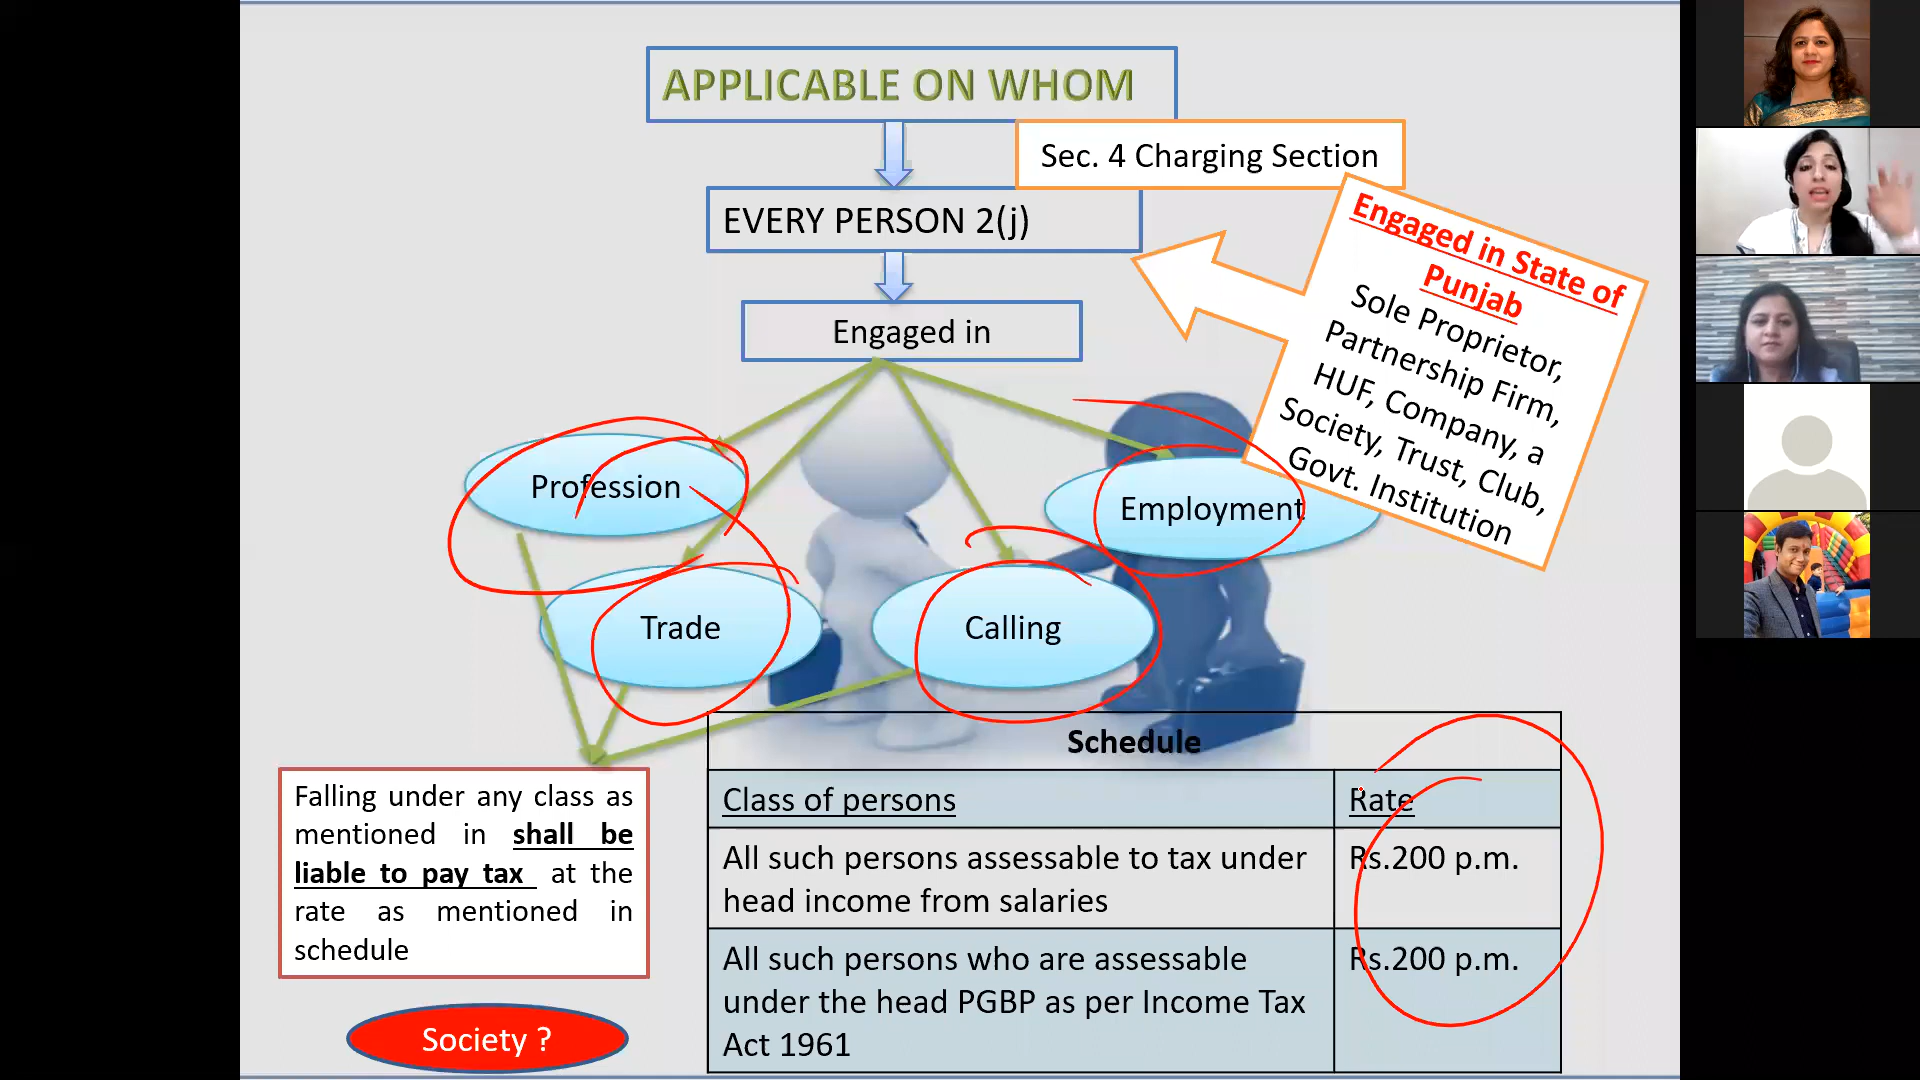 APPLICABLE ON WHOM
Sec. 4 Charging Section
EVERY PERSON 2(j)
Engaged in
Engaged in State of
Punjab
Sole Proprietor,
Partnership Firm,
HUF, Company, a
Society, Trust, Club,
Govt. Institution
Profession
Employment
Trade
Calling
Falling under any class as
mentioned in shall be
liable to pay tax at the
rate as mentioned in
schedule
Society ?
Schedule
Class of persons
Rate
All such persons assessable to tax under
head income from salaries
Rs.200 p.m.
All such persons who are assessable
under the head PGBP as per Income Tax
Act 1961
Rs.200 p.m.